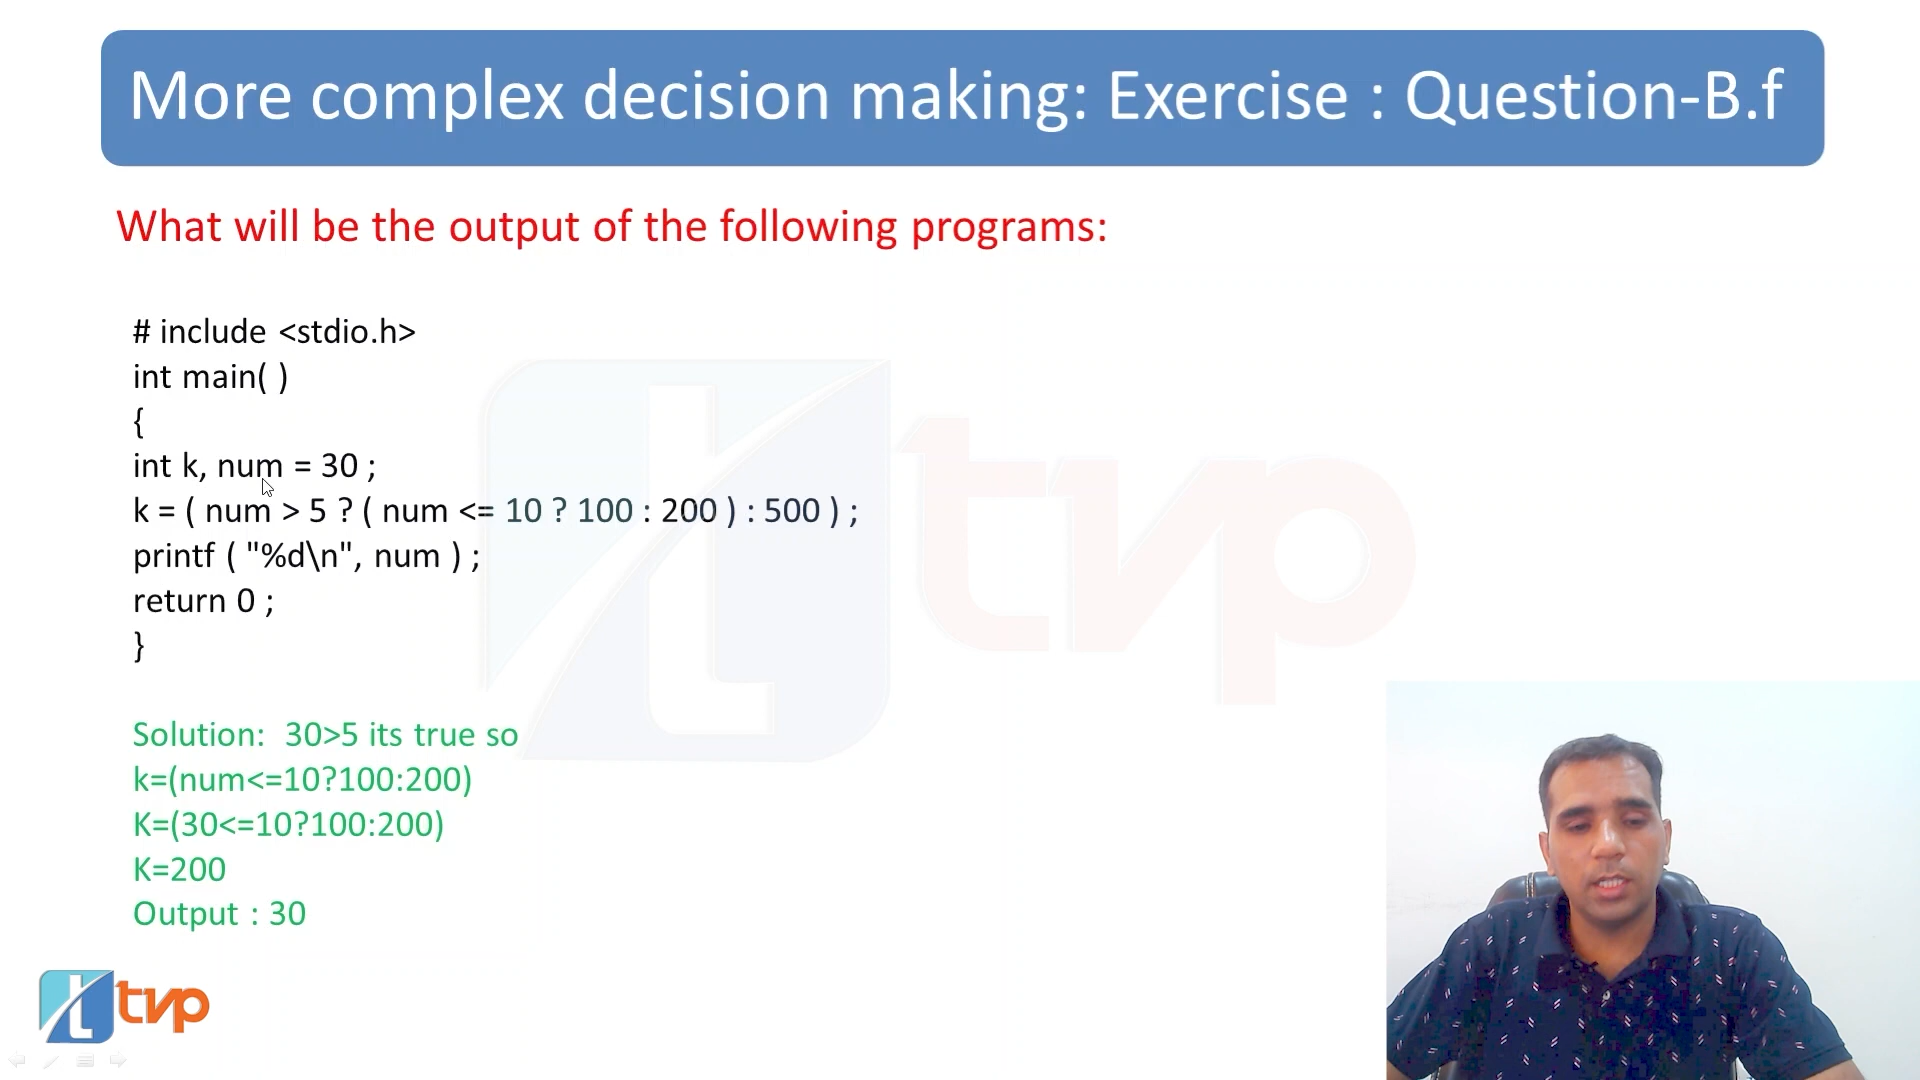 More complex decision making: Exercise : Question-B.f
What will be the output of the following programs:
# include <stdio.h>
int main( )
{
int k, num = 30 ;
k = ( num > 5 ? ( num <= 10 ? 100 : 200 ) : 500 ) ;
printf ( "%d\n", num ) ;
return 0 ;
}
Solution:  30>5 its true so
k=(num<=10?100:200)
K=(30<=10?100:200)
K=200
Output : 30
tvp
t tvp